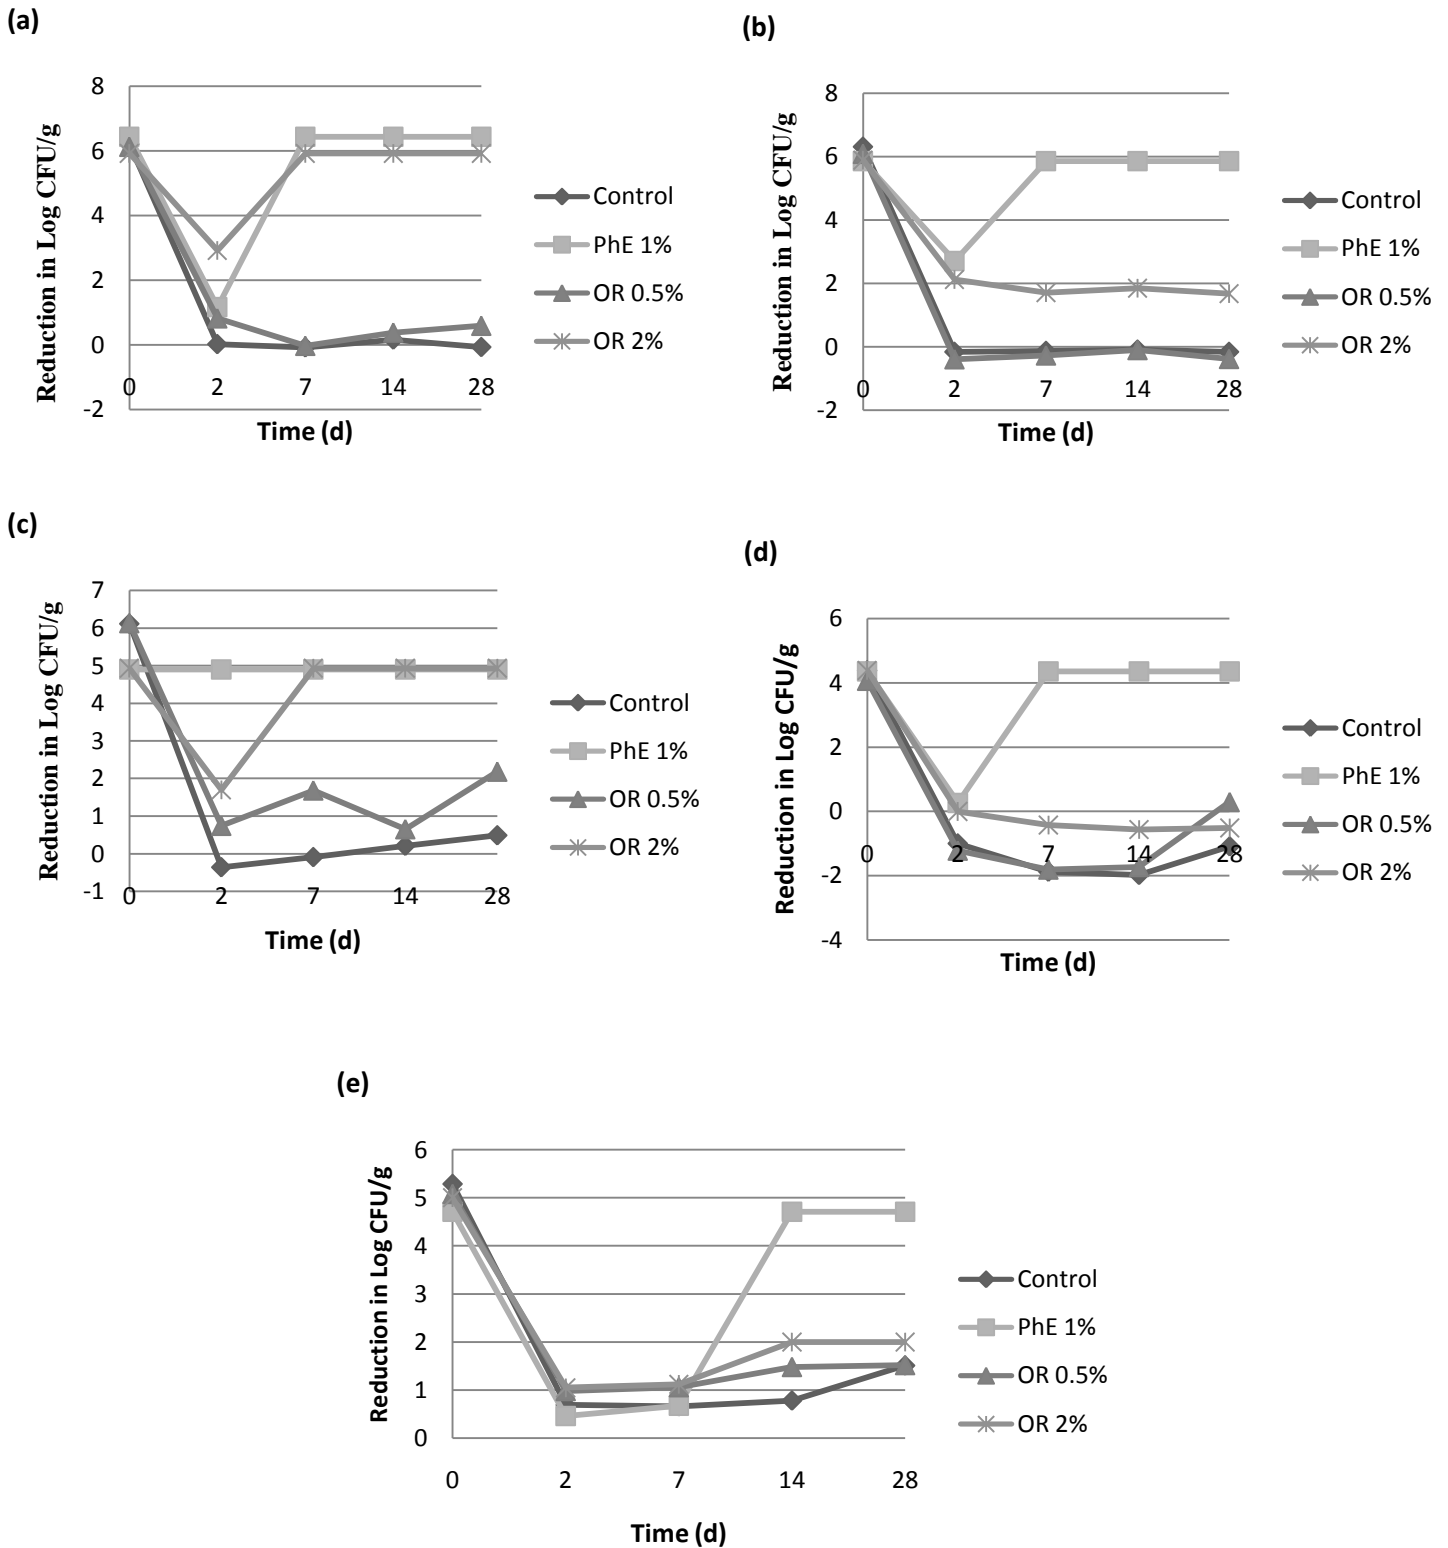 (a)
8
6
4
2
0
-2
Reduction in Log CFU/g
0 2 7 14 28
Time (d)
Control
PhE 1%
OR 0.5%
OR 2%
(b)
8
6
4
2
0
-2
Reduction in Log CFU/g
0 2 7 14 28
Time (d)
Control
PhE 1%
OR 0.5%
OR 2%
(c)
7
6
5
4
3
2
1
0
-1
Reduction in Log CFU/g
0 2 7 14 28
Time (d)
Control
PhE 1%
OR 0.5%
OR 2%
(d)
6
4
2
0
-2
-4
Reduction in Log CFU/g
0 2 7 14 28
Time (d)
Control
PhE 1%
OR 0.5%
OR 2%
(e)
6
5
4
3
2
1
0
Reduction in Log CFU/g
0 2 7 14 28
Time (d)
Control
PhE 1%
OR 0.5%
OR 2%